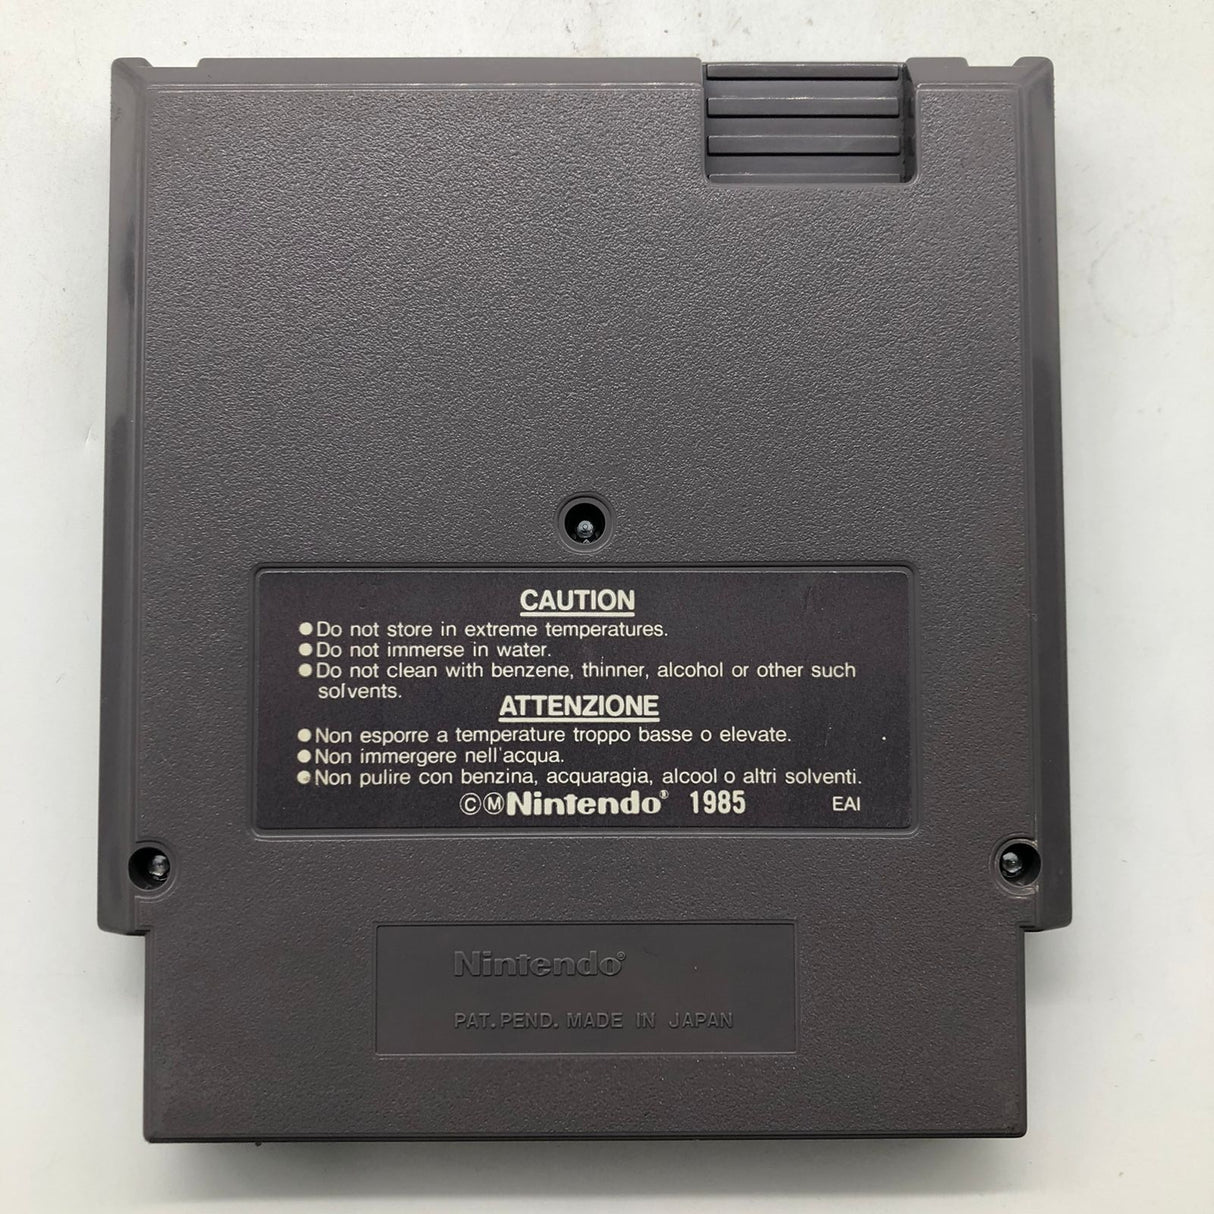 CAUTION
●Do not store in extreme temperatures.
●Do not immerse in water.
●Do not clean with benzene, thinner, alcohol or other such
solvents.
ATTENZIONE
●Non esporre a temperature troppo basse o elevate.
●Non immergere nell'acqua.
●Non pulire con benzina, acquaragia, alcool o altri solventi.
ⒸⓂNintendo® 1985 EAI
Nintendo®
PAT. PEND. MADE IN JAPAN